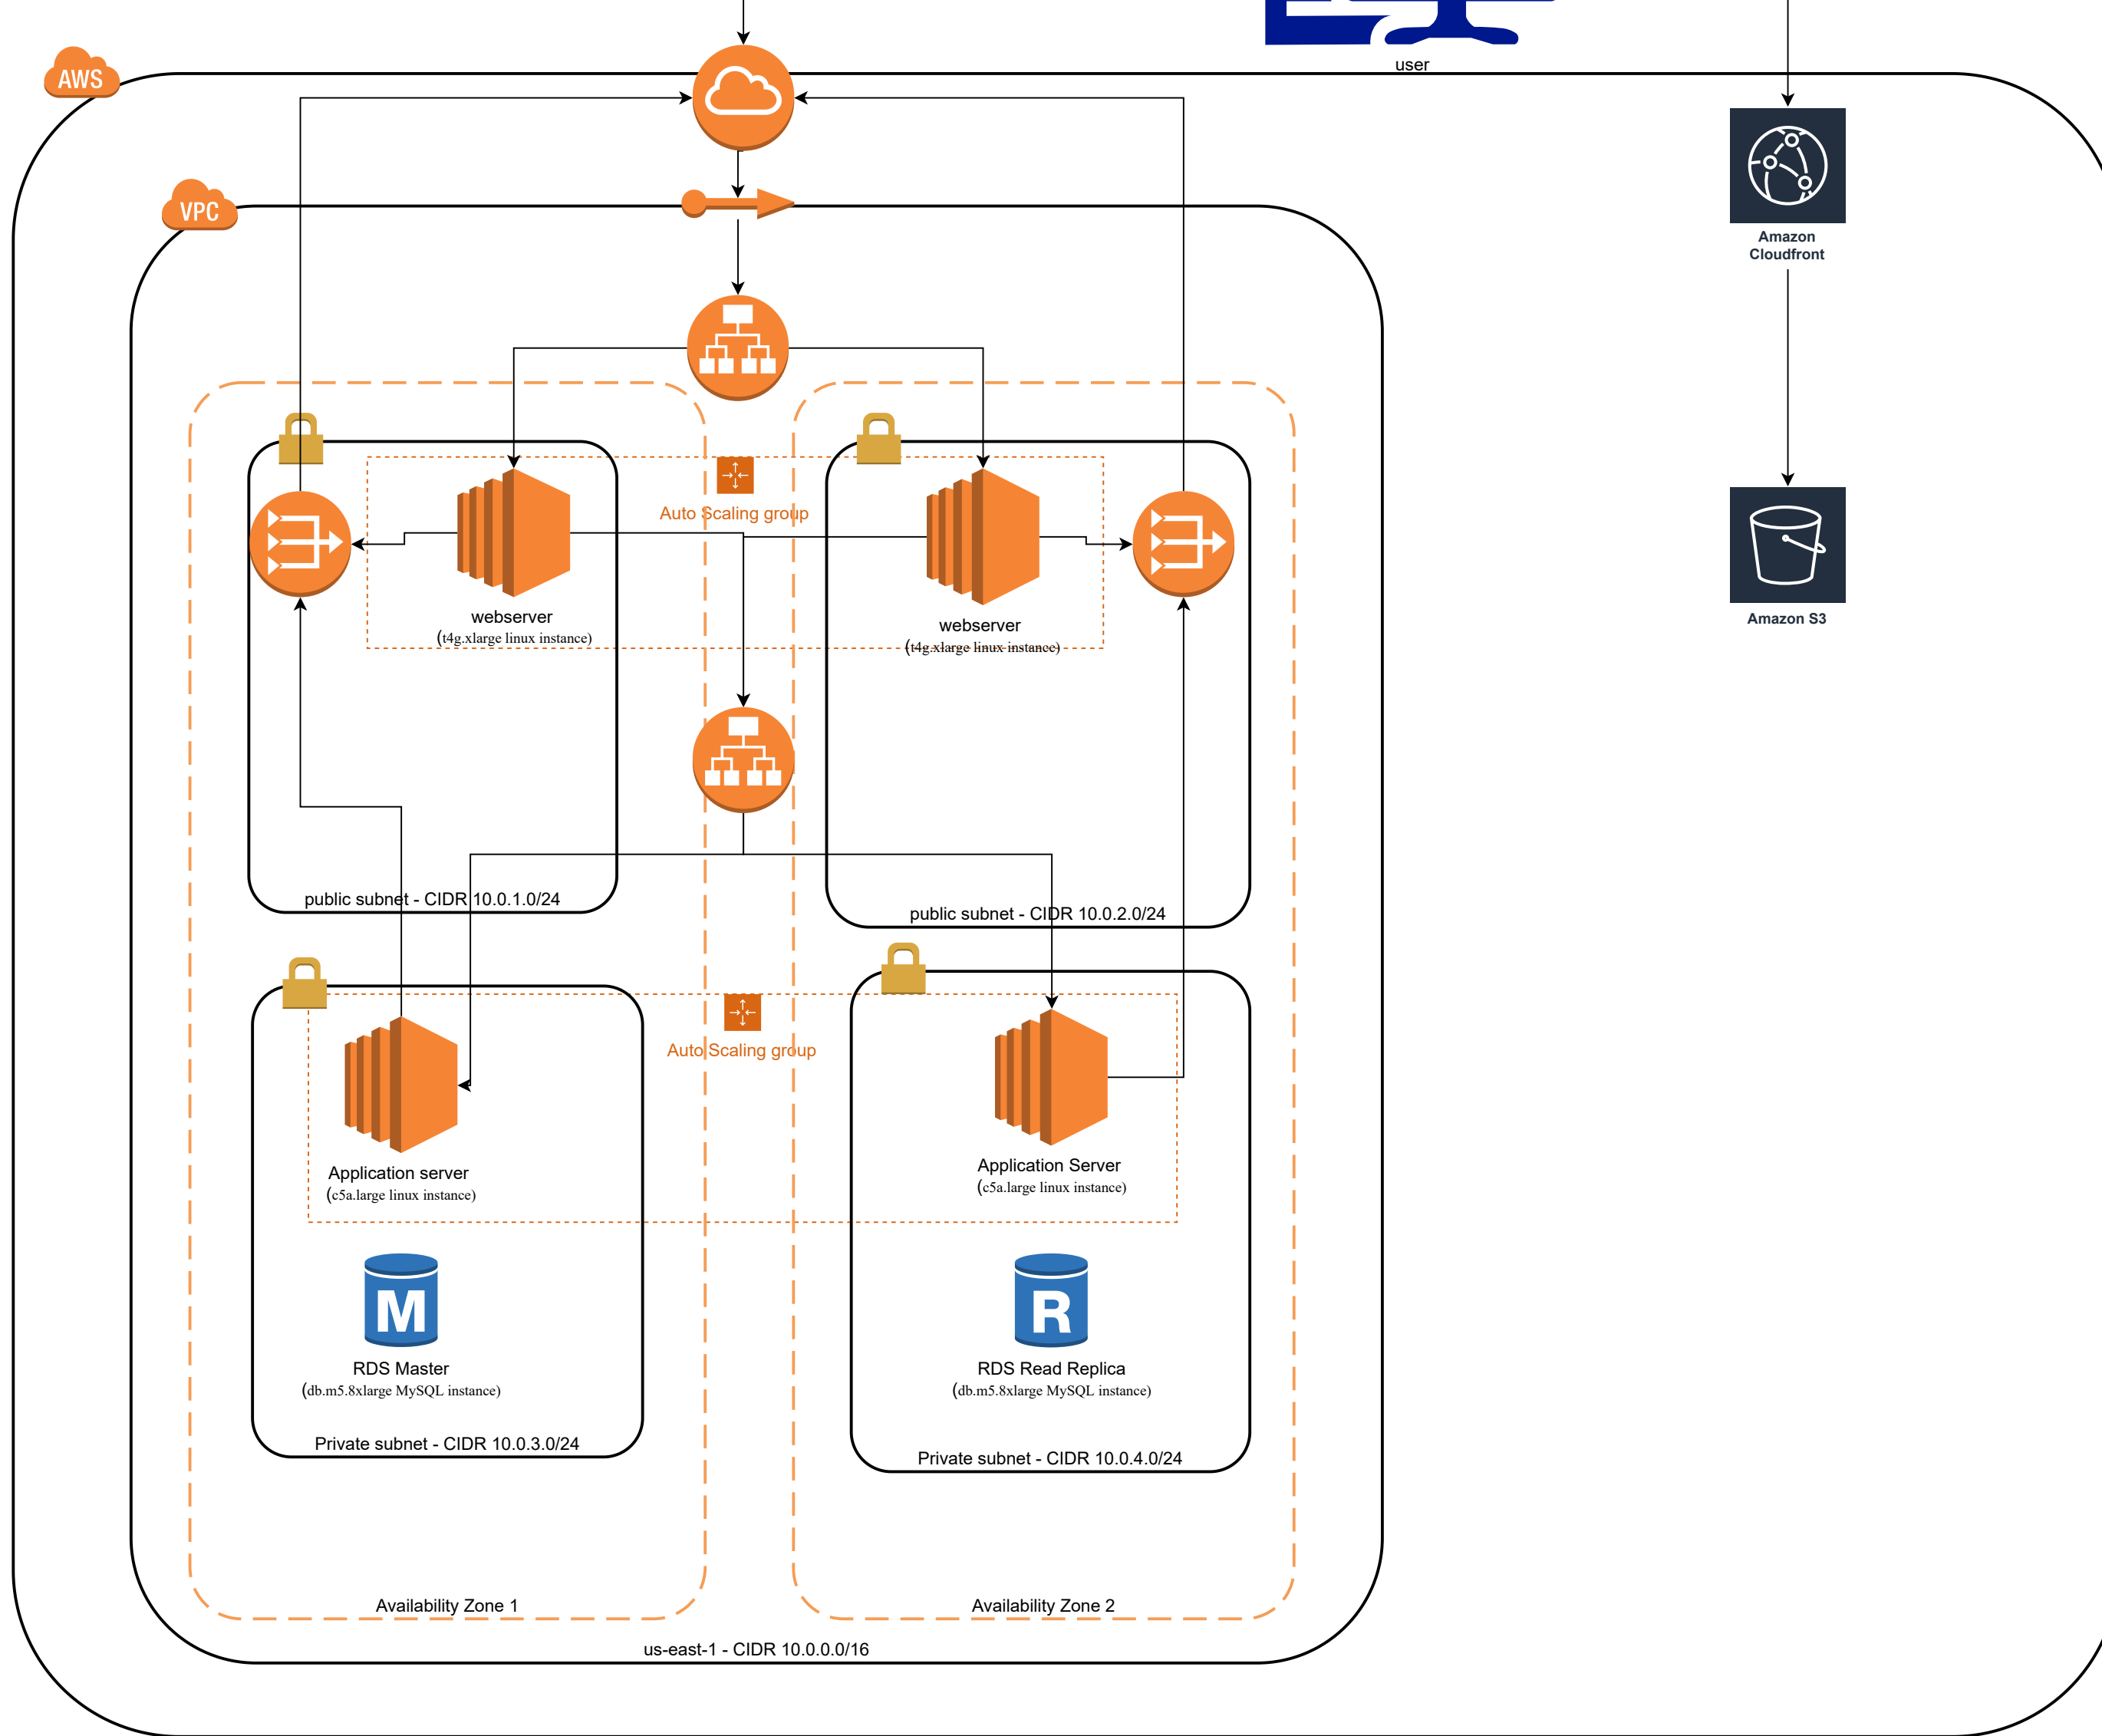 user
AWS
VPC
Amazon
Cloudfront
Auto Scaling group
webserver
(t4g.xlarge linux instance)
webserver
(t4g.xlarge linux instance)
Amazon S3
public subnet - CIDR 10.0.1.0/24
public subnet - CIDR 10.0.2.0/24
Auto Scaling group
Application server
(c5a.large linux instance)
Application Server
(c5a.large linux instance)
M
R
RDS Master
(db.m5.8xlarge MySQL instance)
RDS Read Replica
(db.m5.8xlarge MySQL instance)
Private subnet - CIDR 10.0.3.0/24
Private subnet - CIDR 10.0.4.0/24
Availability Zone 1
Availability Zone 2
us-east-1 - CIDR 10.0.0.0/16